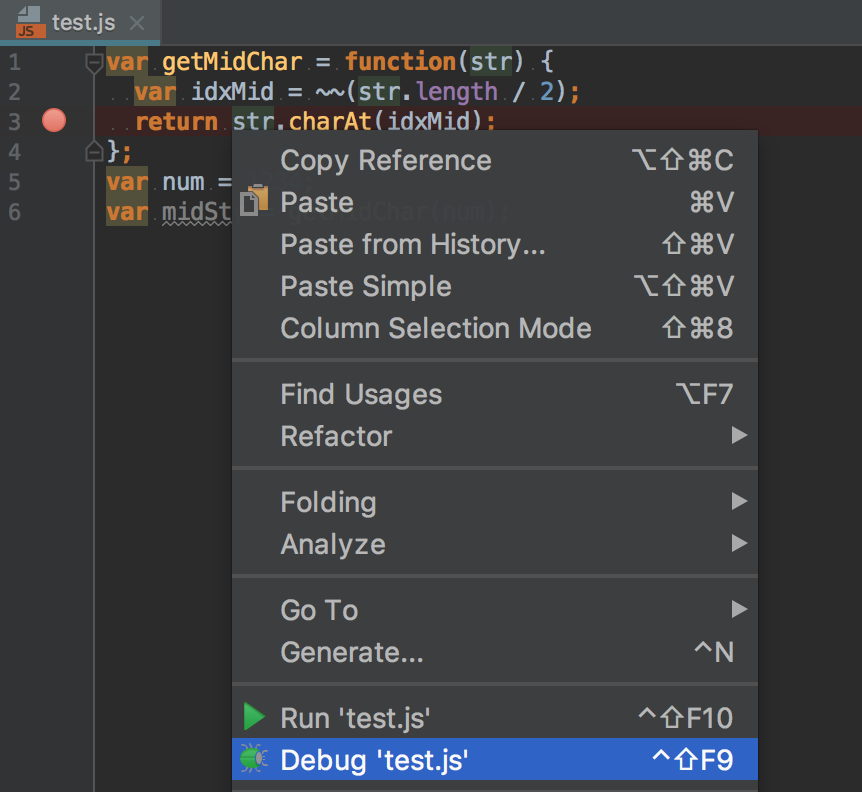 JS test.js
1 var getMidChar = function(str) {
2 var idxMid = ~~(str.length / 2);
3 return str.charAt(idxMid);
4 };
5 var num =
6 var midSt getMidChar(num);
Copy Reference ⌥⇧⌘C
Paste ⌘V
Paste from History... ⇧⌘V
Paste Simple ⌥⇧⌘V
Column Selection Mode ⇧⌘8
Find Usages ⌥F7
Refactor
Folding
Analyze
Go To
Generate... ^N
Run 'test.js' ^⇧F10
Debug 'test.js' ^⇧F9